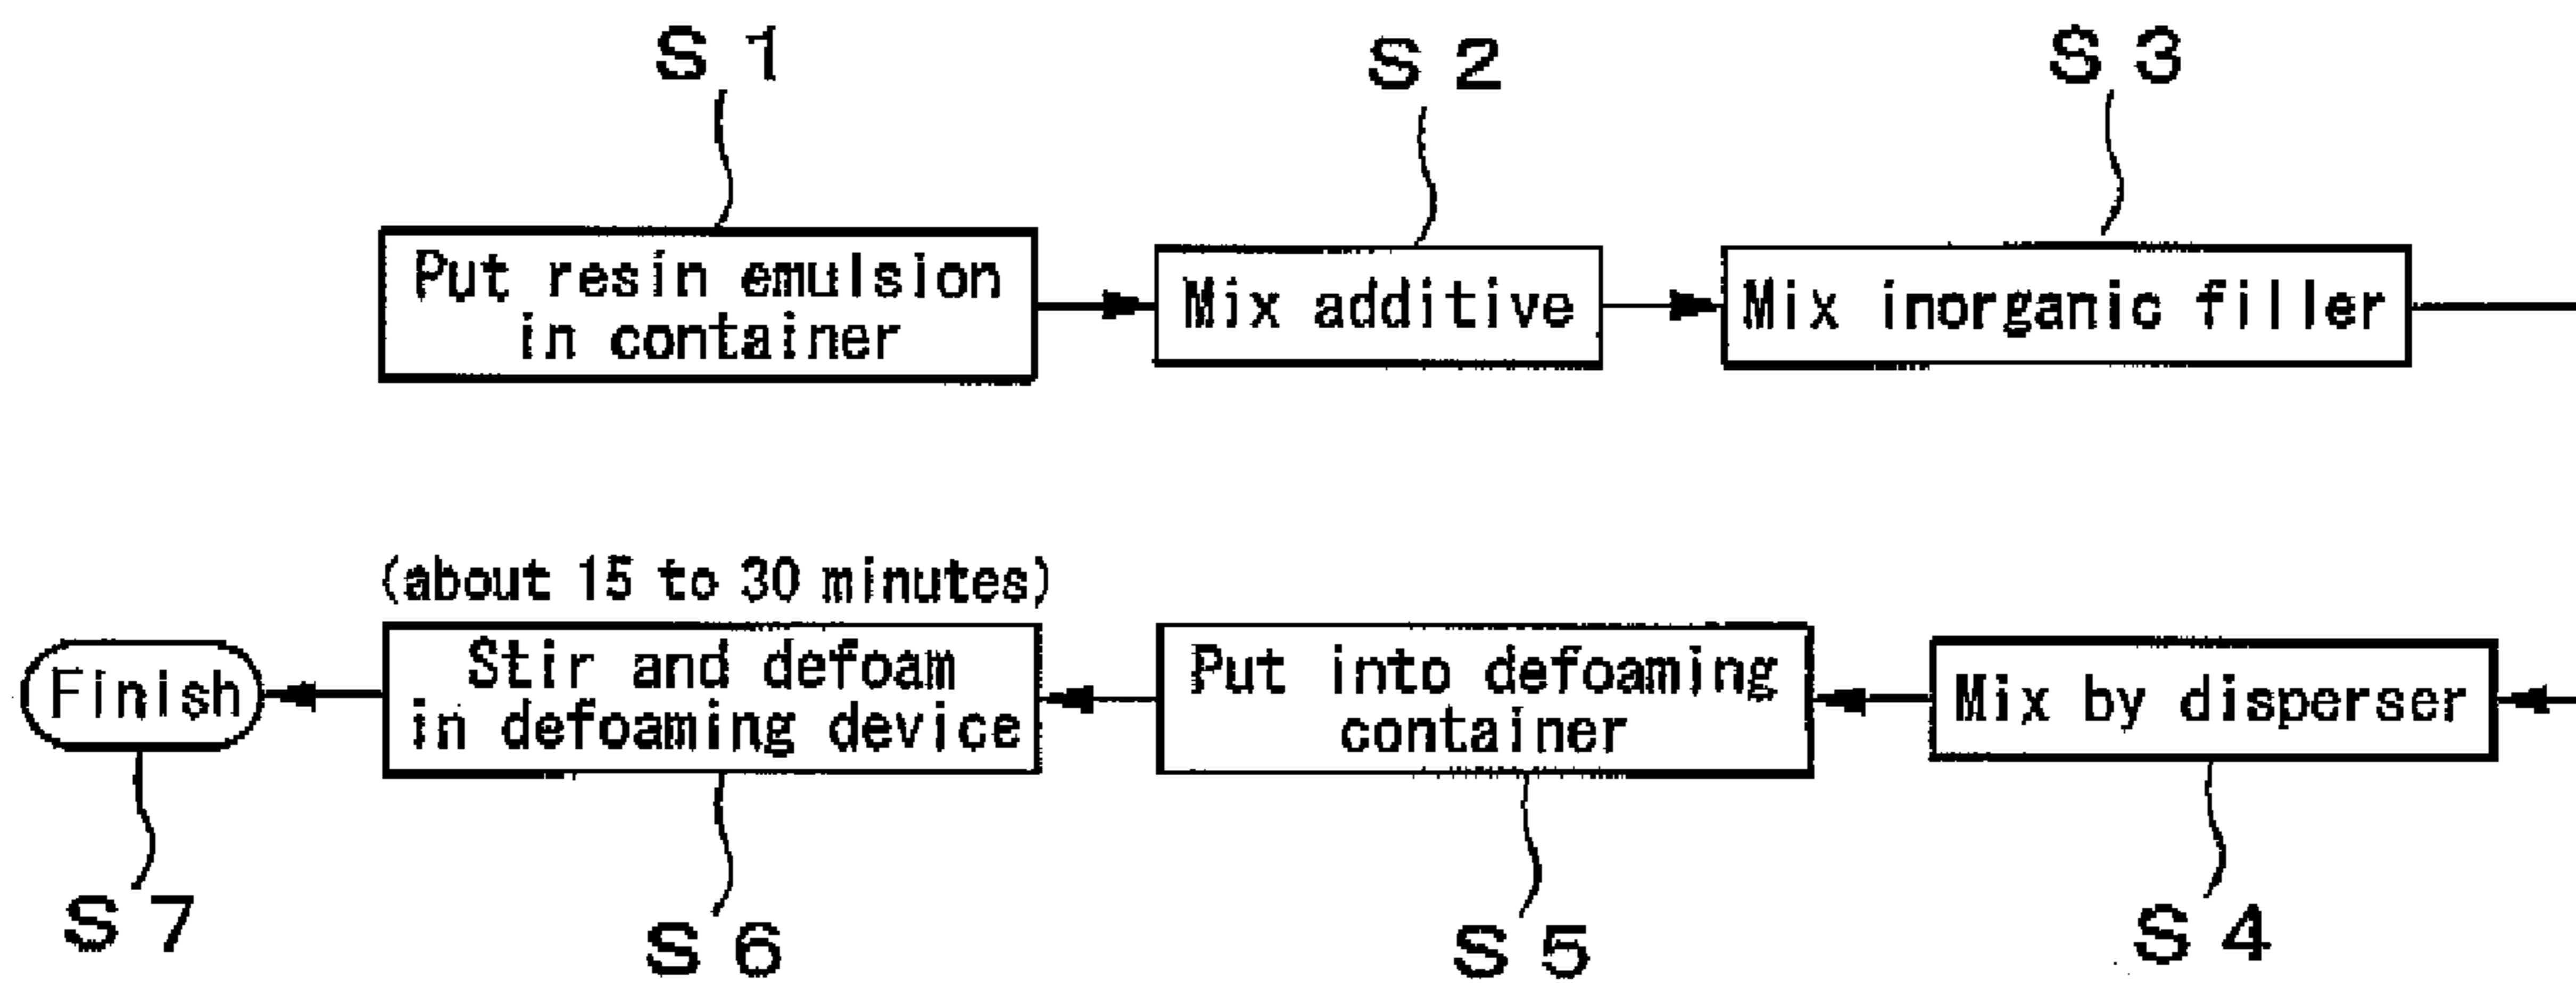 S1
S2
S3
Put resin emulsion
in container
Mix additive
Mix inorganic filler
(about 15 to 30 minutes)
Finish
Stir and defoam
in defoaming device
Put into defoaming
container
Mix by disperser
S7
S6
S5
S4